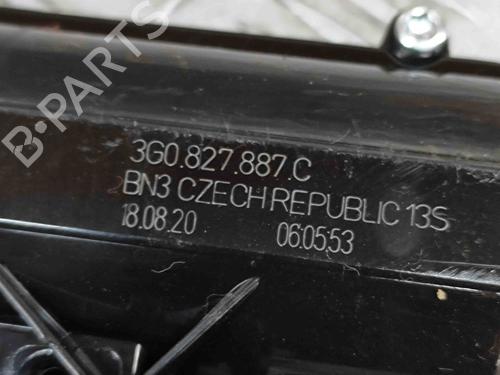 3G0.827.887.C
BN3 CZECH REPUBLIC 13S
18.08.20 06:05:53
B-PARTS